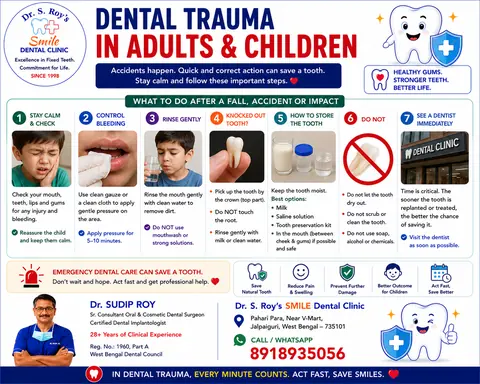 Dr. S. Roy's
Smile
DENTAL CLINIC
Excellence in Fixed Teeth.
Commitment for Life.
SINCE 1998
DENTAL TRAUMA
IN ADULTS & CHILDREN
Accidents happen. Quick and correct action can save a tooth.
Stay calm and follow these important steps.
HEALTHY GUMS.
STRONGER TEETH.
BETTER LIFE.
WHAT TO DO AFTER A FALL, ACCIDENT OR IMPACT
1 STAY CALM
& CHECK
Check your mouth,
teeth, lips and gums
for any injury and
bleeding.
Reassure the child
and keep them calm.
2 CONTROL
BLEEDING
Use clean gauze or
a clean cloth to apply
gentle pressure on
the area.
Apply pressure for
5–10 minutes.
3 RINSE GENTLY
Rinse the mouth gently
with clean water to
remove dirt.
Do NOT use
mouthwash or
strong solutions.
4 KNOCKED OUT
TOOTH?
Pick up the tooth by
the crown (top part).
Do NOT touch
the root.
Rinse gently with
milk or clean water.
5 HOW TO STORE
THE TOOTH
Keep the tooth moist.
Best options:
• Milk
• Saline solution
• Tooth preservation kit
• In the mouth (between
cheek & gums) if possible
and safe
6 DO NOT
• Do not let the tooth
dry out.
• Do not scrub or
clean the tooth.
• Do not use soap,
alcohol or chemicals.
7 SEE A DENTIST
IMMEDIATELY
DENTAL CLINIC
Time is critical. The
sooner the tooth is
replanted or treated,
the better the
chance of saving it.
Visit the dentist
as soon as possible.
EMERGENCY DENTAL CARE CAN SAVE A TOOTH.
Don't wait and hope. Act fast and get professional help.
Save
Natural Tooth
Reduce Pain
& Swelling
Prevent Further
Damage
Better Outcome
for Children
Act Fast,
Save Better
Dr. SUDIP ROY
Sr. Consultant Oral & Cosmetic Dental Surgeon
Certified Dental Implantologist
28+ Years of Clinical Experience
Reg. No.: 1960, Part A
West Bengal Dental Council
Dr. S. Roy's SMILE Dental Clinic
Pahari Para, Near V-Mart,
Jalpaiguri, West Bengal – 735101
CALL / WHATSAPP
8918935056
IN DENTAL TRAUMA, EVERY MINUTE COUNTS. ACT FAST, SAVE SMILES.